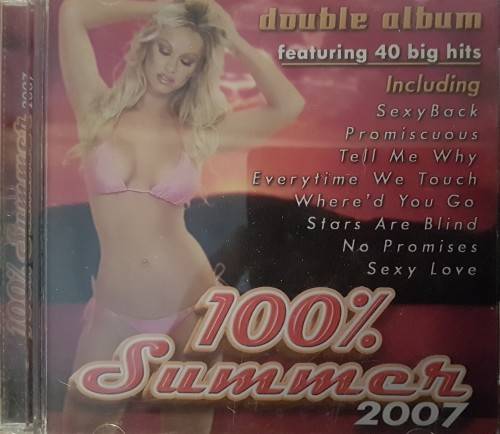 double album
featuring 40 big hits
Including
SexyBack
Promiscuous
Tell Me Why
Everytime We Touch
Where'd You Go
Stars Are Blind
No Promises
Sexy Love
100%
Summer
2007
100% Summer 2007